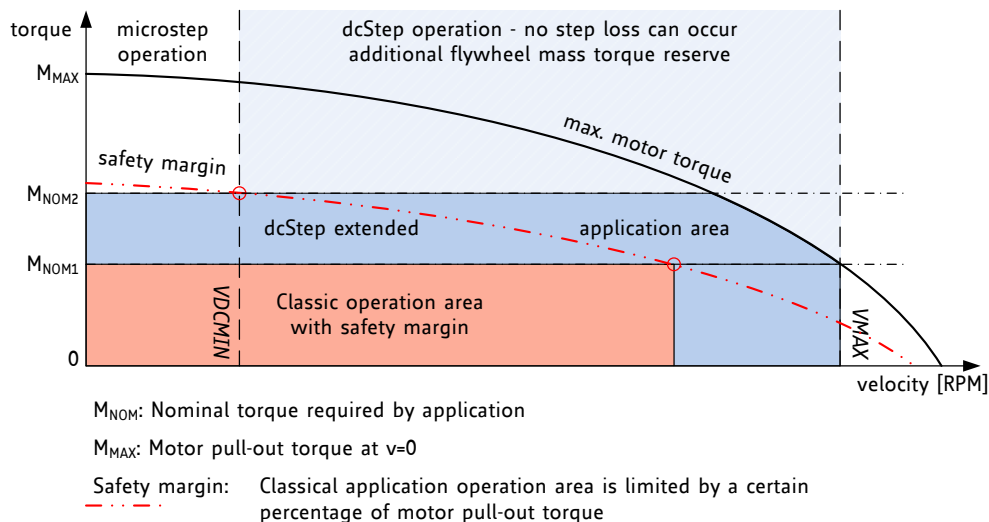 torque
microstep
operation
dcStep operation - no step loss can occur
additional flywheel mass torque reserve
MMAX
max. motor torque
safety margin
MNOM2
dcStep extended
application area
MNOM1
Classic operation area
with safety margin
VDCMIN
VMAX
0
velocity [RPM]
MNOM: Nominal torque required by application
MMAX: Motor pull-out torque at v=0
Safety margin: Classical application operation area is limited by a certain
percentage of motor pull-out torque